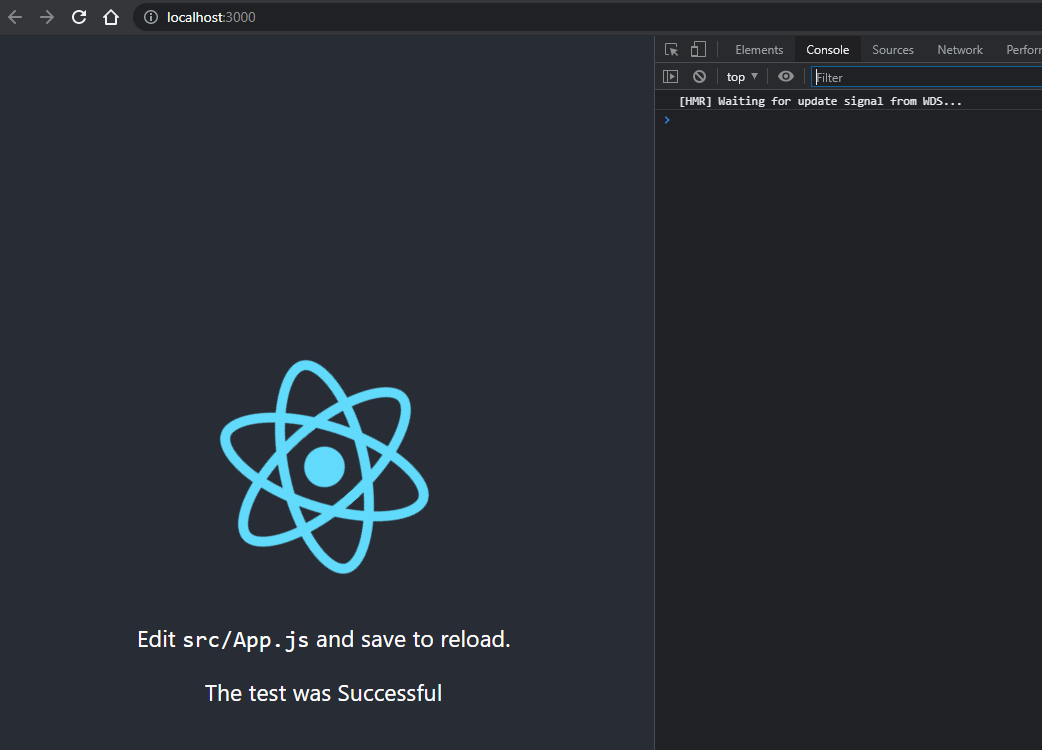 localhost:3000
Elements Console Sources Network Perforr
top Filter
[HMR] Waiting for update signal from WDS...
Edit src/App.js and save to reload.
The test was Successful